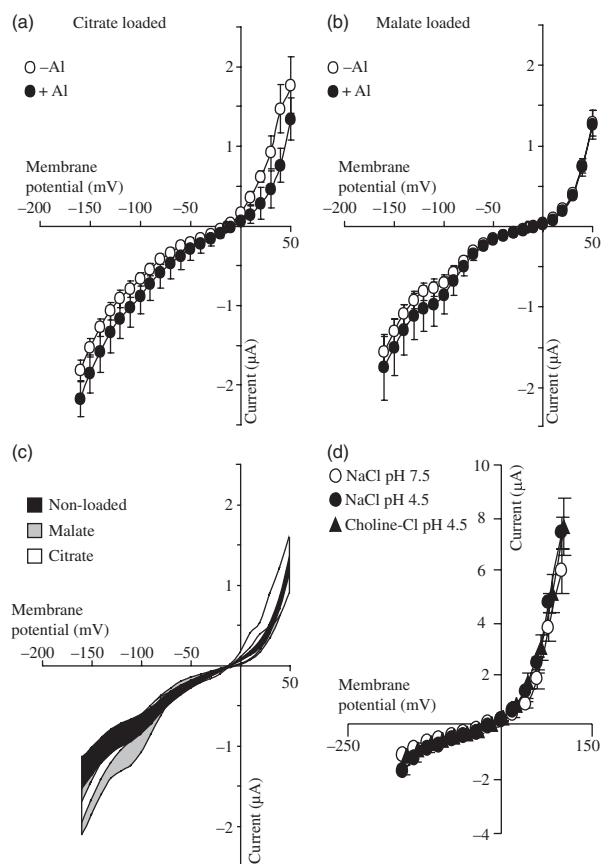 (a)
Citrate loaded
−Al
+ Al
Membrane
potential (mV)
−200 −150 −100 −50
50
2
1
−1
−2
Current (μA)
(b)
Malate loaded
−Al
+ Al
Membrane
potential (mV)
−200 −150 −100 −50
50
2
1
−1
−2
Current (μA)
(c)
Non-loaded
Malate
Citrate
Membrane
potential (mV)
−200 −150 −100 −50
50
2
1
−1
−2
Current (μA)
(d)
NaCl pH 7.5
NaCl pH 4.5
Choline-Cl pH 4.5
Membrane
potential (mV)
−250
150
10
8
6
4
2
−2
−4
Current (μA)